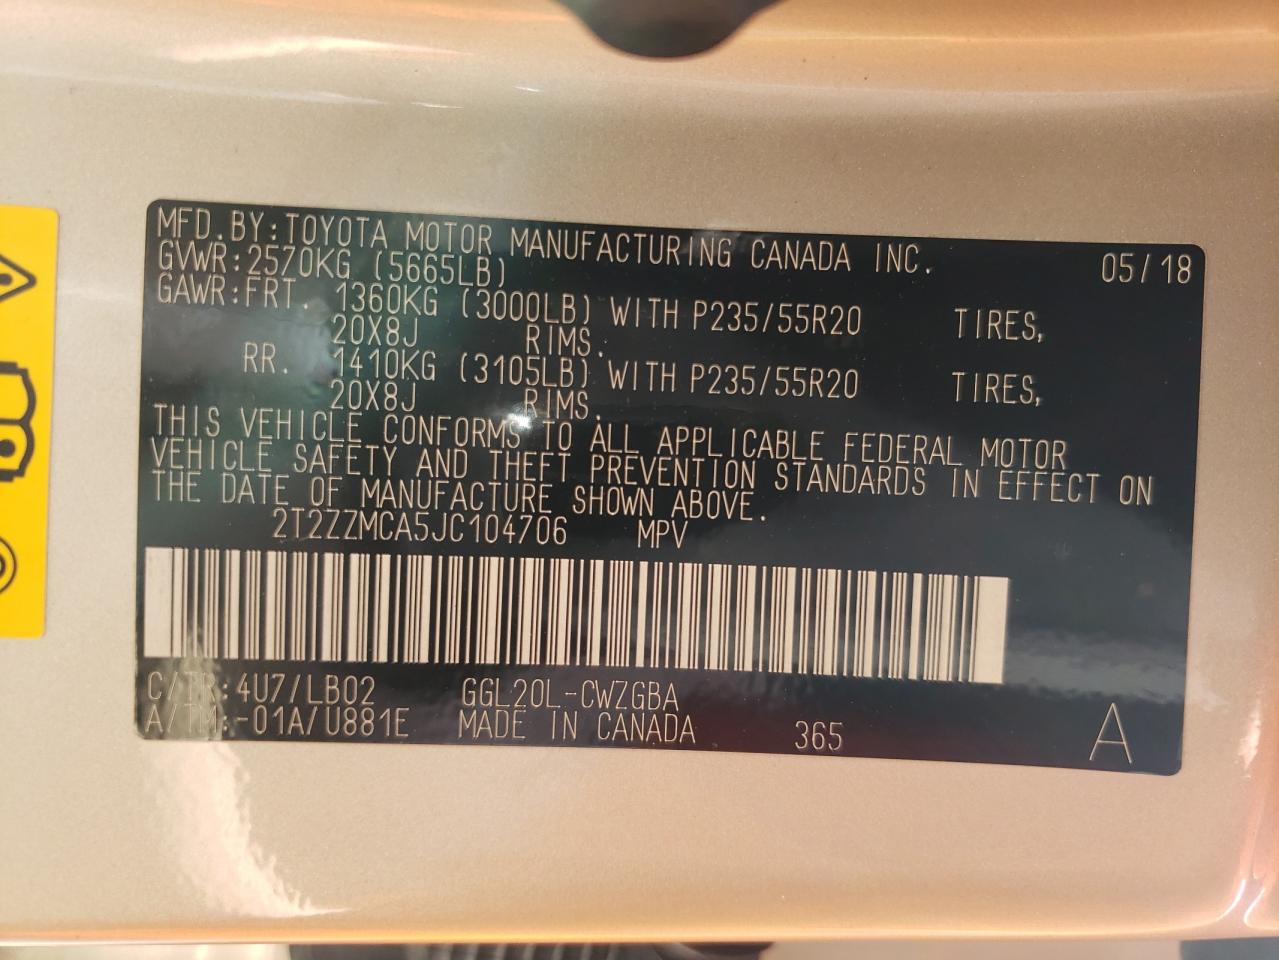 MFD.BY:TOYOTA MOTOR MANUFACTURING CANADA INC. 05/18
GVWR:2570KG (5665LB)
GAWR:FRT. 1360KG (3000LB) WITH P235/55R20 TIRES,
20X8J RIMS.
RR. 1410KG (3105LB) WITH P235/55R20 TIRES,
20X8J RIMS.
THIS VEHICLE CONFORMS TO ALL APPLICABLE FEDERAL MOTOR
VEHICLE SAFETY AND THEFT PREVENTION STANDARDS IN EFFECT ON
THE DATE OF MANUFACTURE SHOWN ABOVE.
2T2ZZMCA5JC104706 MPV
C/TR:4U7/LB02 GGL20L-CWZGBA
A/TM:-01A/U881E MADE IN CANADA 365 A